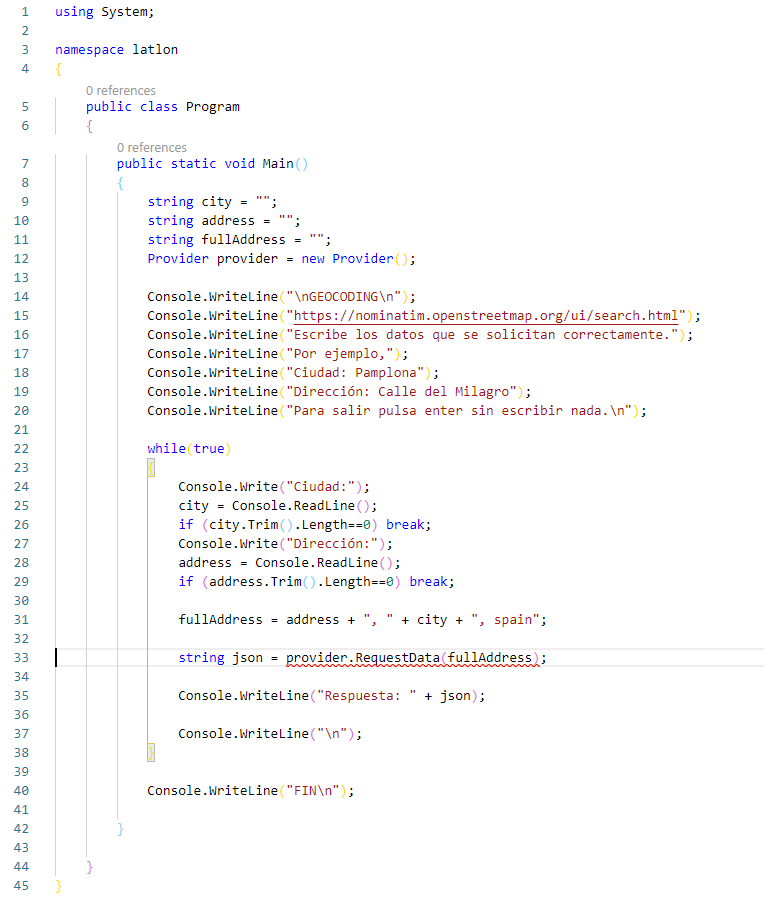 1 using System;
2
3 namespace latlon
4 {
0 references
5 public class Program
6 {
0 references
7 public static void Main()
8 {
9 string city = "";
10 string address = "";
11 string fullAddress = "";
12 Provider provider = new Provider();
13
14 Console.WriteLine("\nGEOCODING\n");
15 Console.WriteLine("https://nominatim.openstreetmap.org/ui/search.html");
16 Console.WriteLine("Escribe los datos que se solicitan correctamente.");
17 Console.WriteLine("Por ejemplo,");
18 Console.WriteLine("Ciudad: Pamplona");
19 Console.WriteLine("Dirección: Calle del Milagro");
20 Console.WriteLine("Para salir pulsa enter sin escribir nada.\n");
21
22 while(true)
23 {
24 Console.Write("Ciudad:");
25 city = Console.ReadLine();
26 if (city.Trim().Length==0) break;
27 Console.Write("Dirección:");
28 address = Console.ReadLine();
29 if (address.Trim().Length==0) break;
30
31 fullAddress = address + ", " + city + ", spain";
32
33 string json = provider.RequestData(fullAddress);
34
35 Console.WriteLine("Respuesta: " + json);
36
37 Console.WriteLine("\n");
38 }
39
40 Console.WriteLine("FIN\n");
41
42 }
43
44 }
45 }